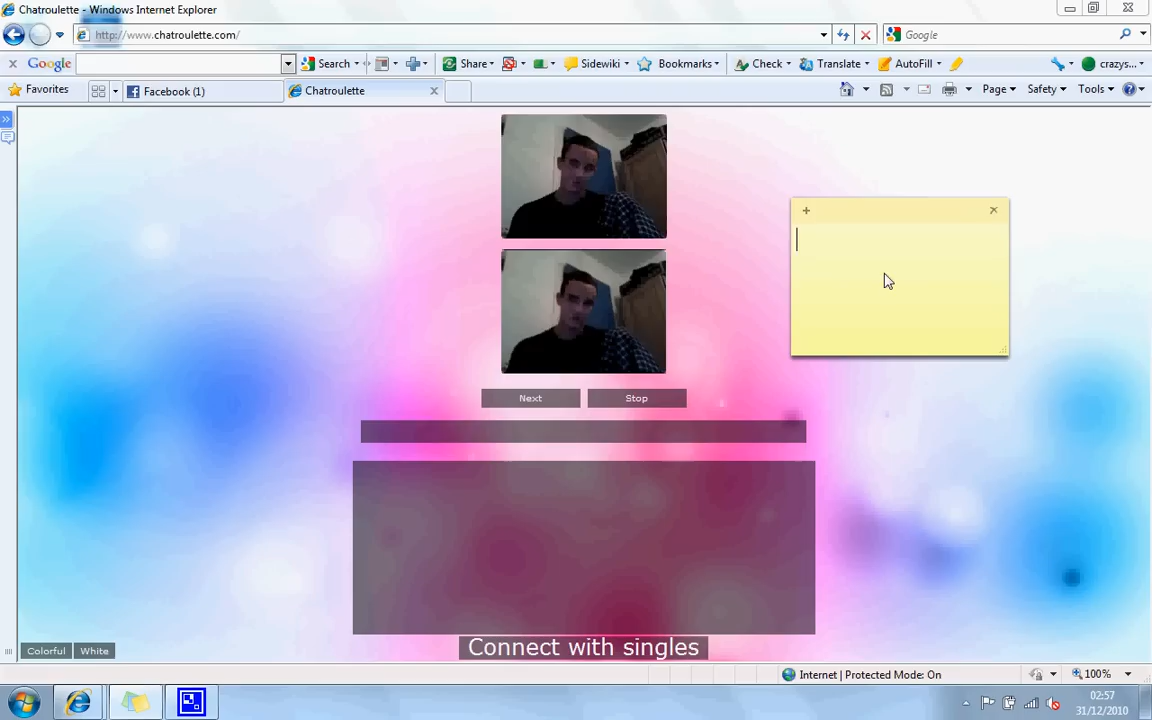 Chatroulette - Windows Internet Explorer
http://www.chatroulette.com/
Google
Google
Search
Share
Sidewiki
Bookmarks
Check
Translate
AutoFill
crazys...
Favorites
Facebook (1)
Chatroulette
Page
Safety
Tools
Next
Stop
Connect with singles
Colorful
White
Internet | Protected Mode: On
100%
02:57
31/12/2010